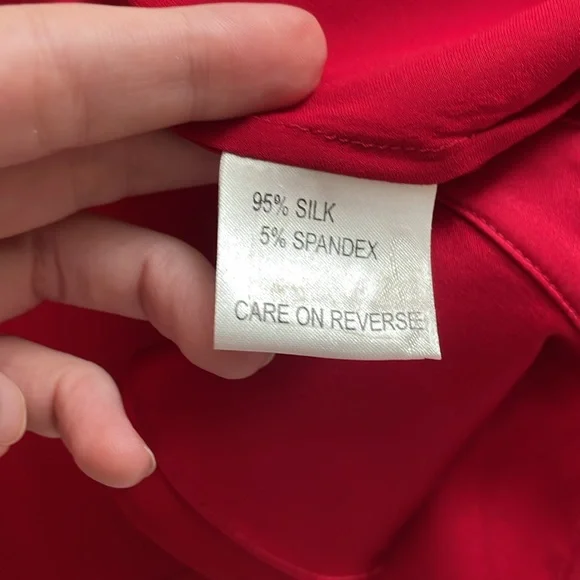 95% SILK
5% SPANDEX
CARE ON REVERSE